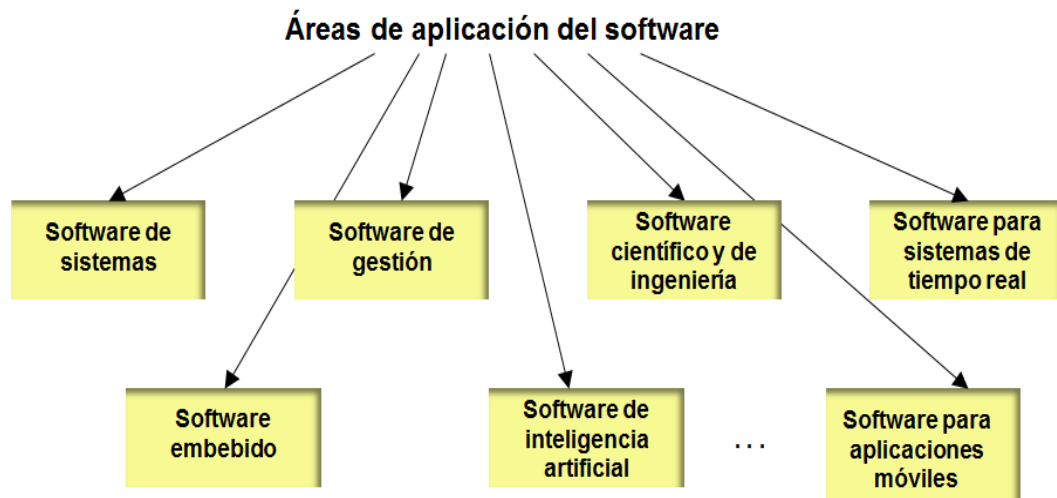 Áreas de aplicación del software
Software de
sistemas
Software de
gestión
Software
científico y de
ingeniería
Software para
sistemas de
tiempo real
Software
embebido
Software de
inteligencia
artificial
...
Software para
aplicaciones
móviles